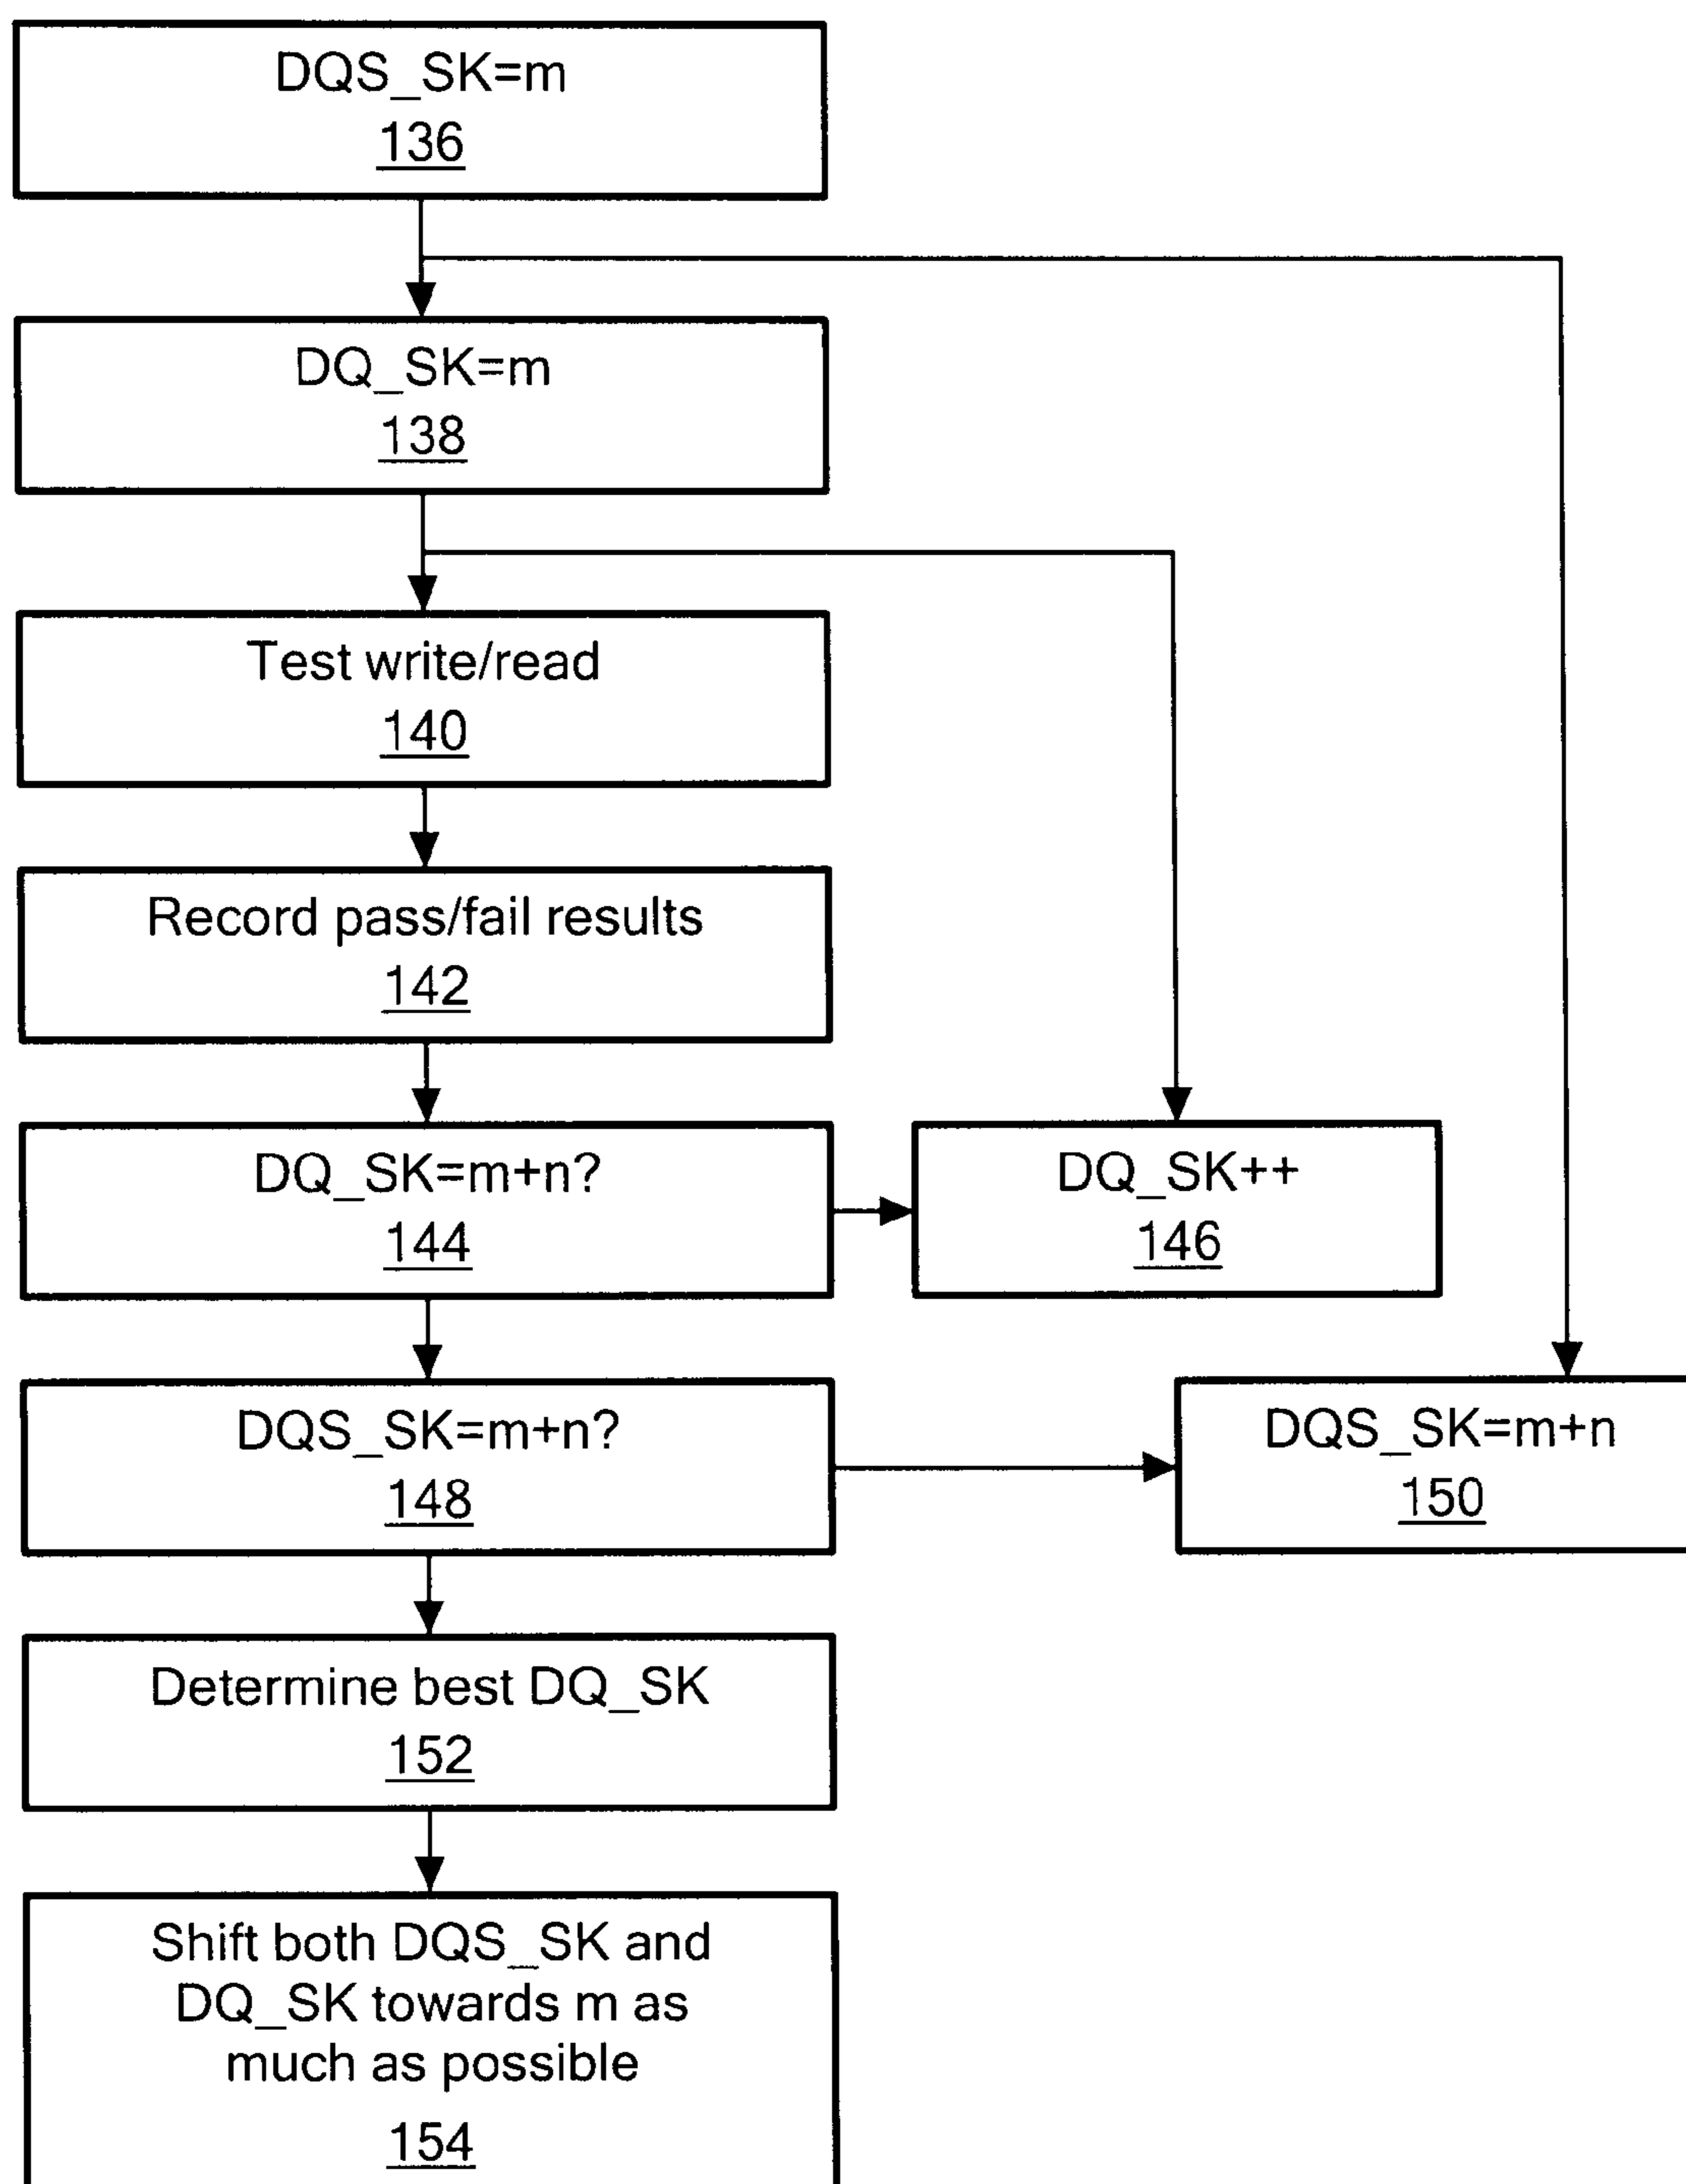 DQS_SK=m
136
DQ_SK=m
138
Test write/read
140
Record pass/fail results
142
DQ_SK=m+n?
144
DQ_SK++
146
DQS_SK=m+n?
148
DQS_SK=m+n
150
Determine best DQ_SK
152
Shift both DQS_SK and
DQ_SK towards m as
much as possible
154